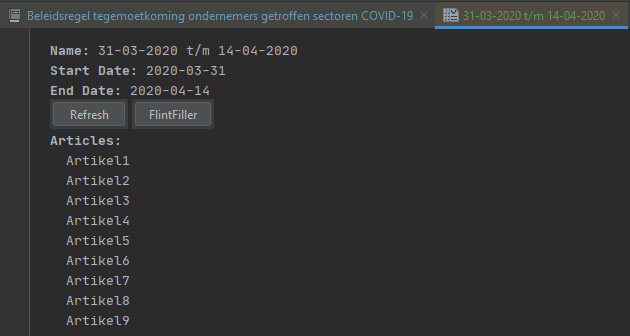 Beleidsregel tegemoetkoming ondernemers getroffen sectoren COVID-19 31-03-2020 t/m 14-04-2020
Name: 31-03-2020 t/m 14-04-2020
Start Date: 2020-03-31
End Date: 2020-04-14
Refresh FlintFiller
Articles:
Artikel1
Artikel2
Artikel3
Artikel4
Artikel5
Artikel6
Artikel7
Artikel8
Artikel9